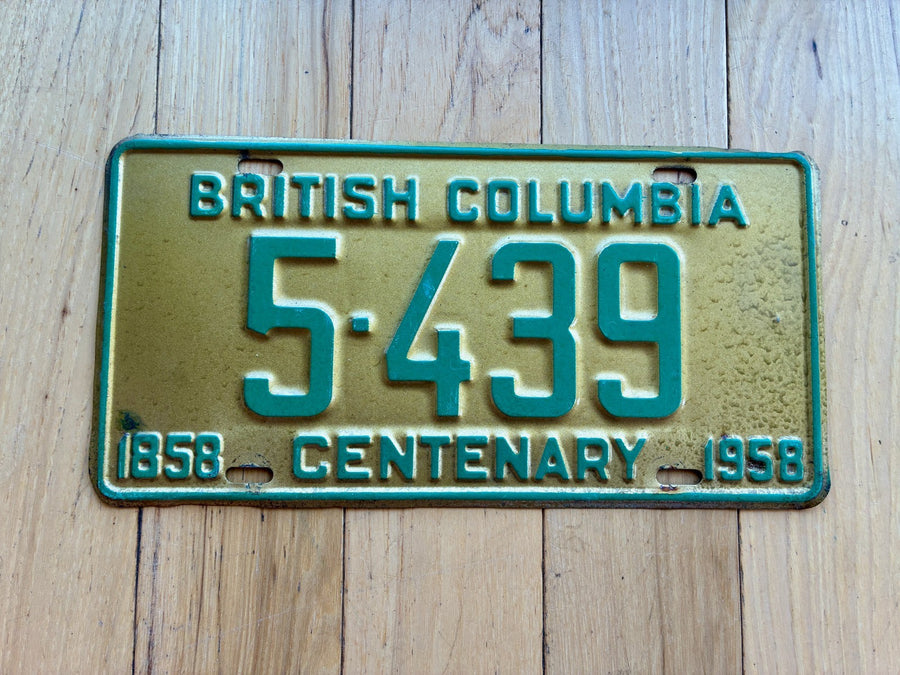 BRITISH COLUMBIA
5·439
1858 CENTENARY 1958